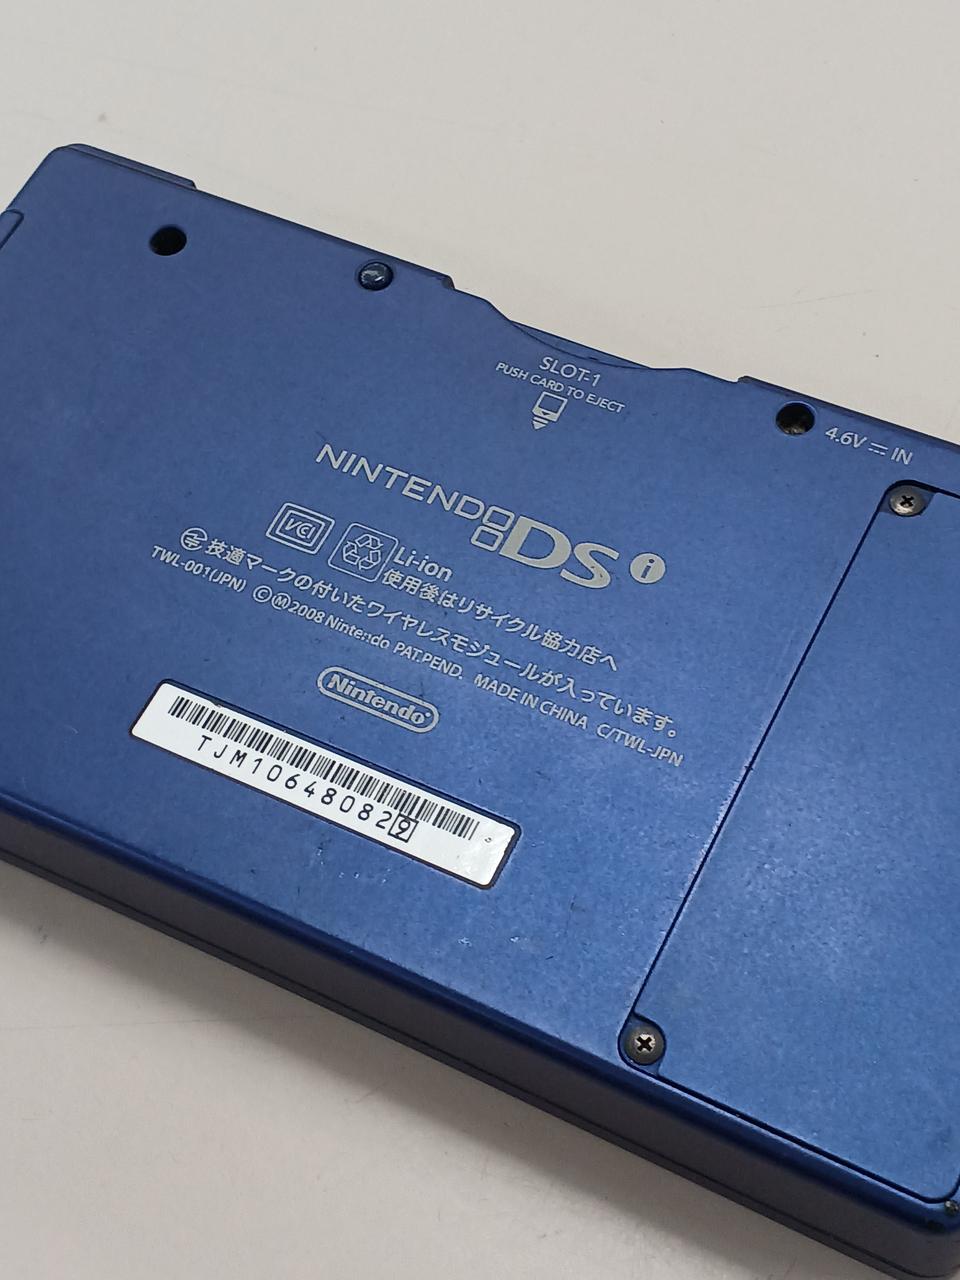 SLOT-1
PUSH CARD TO EJECT
4.6V ⎓ IN
NINTENDO DS i
VCI
Li-ion
使用後はリサイクル協力店へ
技適マークの付いたワイヤレスモジュールが入っています。
TWL-001(JPN) ©Ⓜ2008 Nintendo PAT.PEND. MADE IN CHINA C/TWL-JPN
Nintendo
TJM106480829